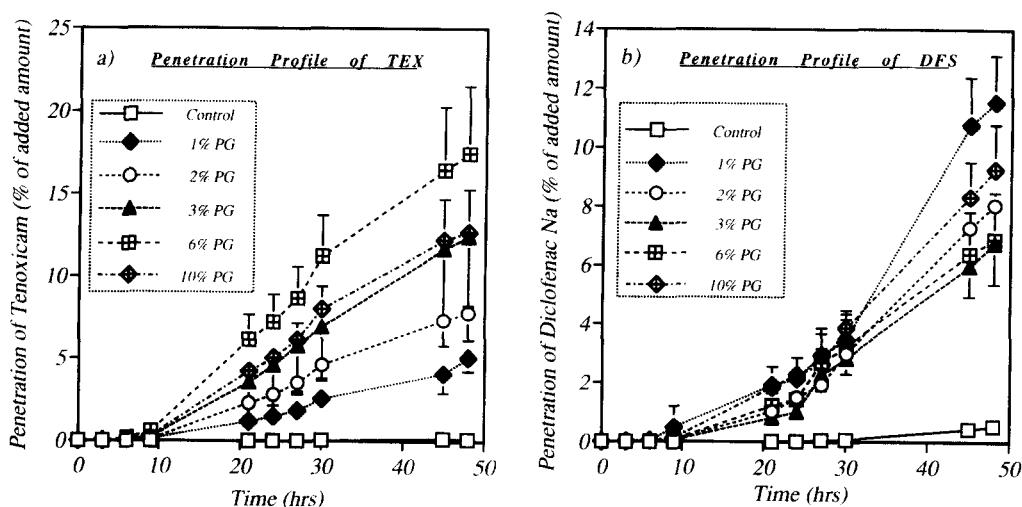 a) Penetration Profile of TEX
Penetration of Tenoxicam (% of added amount)
25
20
15
10
5
0
Control
1% PG
2% PG
3% PG
6% PG
10% PG
0 10 20 30 40 50
Time (hrs)
b) Penetration Profile of DFS
Penetration of Diclofenac Na (% of added amount)
14
12
10
8
6
4
2
0
Control
1% PG
2% PG
3% PG
6% PG
10% PG
0 10 20 30 40 50
Time (hrs)